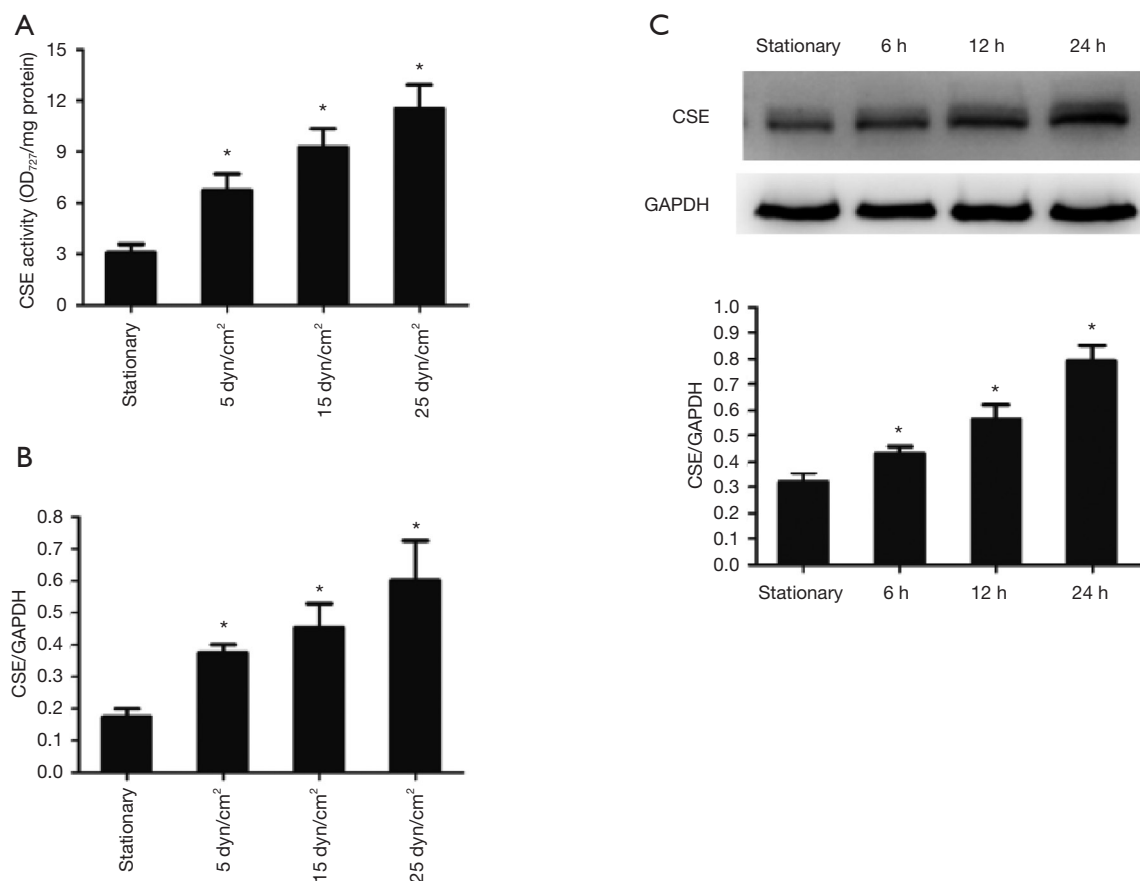 A
CSE activity (OD₇₂₇/mg protein)
15
12
9
6
3
0
*
*
*
Stationary
5 dyn/cm²
15 dyn/cm²
25 dyn/cm²
B
CSE/GAPDH
0.8
0.7
0.6
0.5
0.4
0.3
0.2
0.1
0.0
*
*
*
Stationary
5 dyn/cm²
15 dyn/cm²
25 dyn/cm²
C
Stationary 6 h 12 h 24 h
CSE
GAPDH
CSE/GAPDH
1.0
0.9
0.8
0.6
0.5
0.4
0.3
0.2
0.1
0.0
*
*
*
Stationary 6 h 12 h 24 h